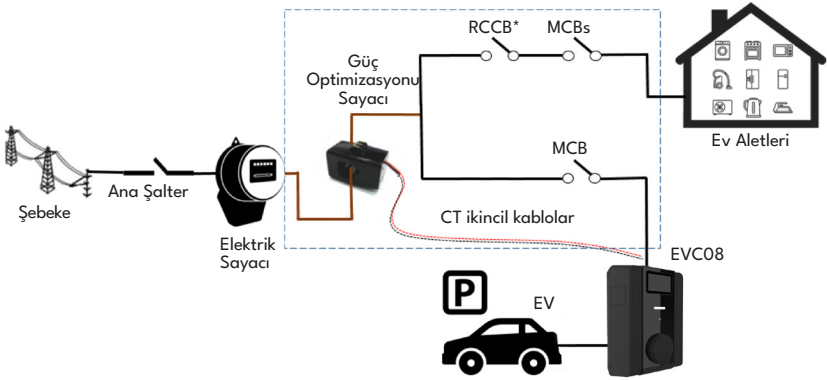 RCCB*
MCBs
Güç
Optimizasyonu
Sayacı
Ev Aletleri
MCB
Şebeke
Ana Şalter
CT ikincil kablolar
Elektrik
Sayacı
EVC08
P
EV